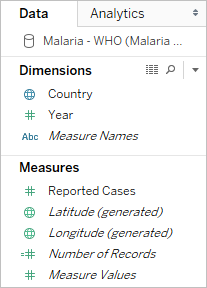 Data Analytics
Malaria - WHO (Malaria ...
Dimensions
Country
# Year
Abc Measure Names
Measures
# Reported Cases
Latitude (generated)
Longitude (generated)
=# Number of Records
# Measure Values